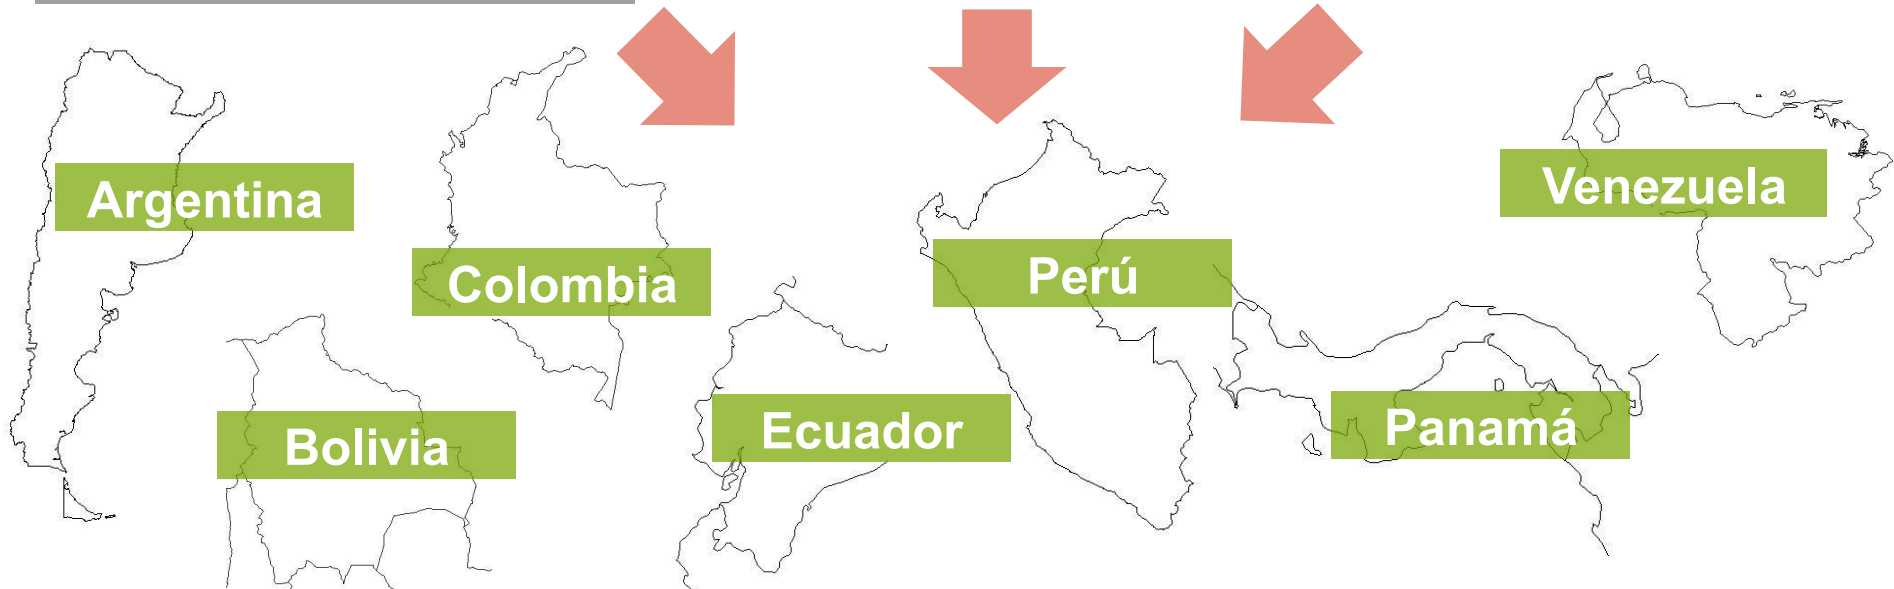 Argentina
Venezuela
Colombia
Perú
Bolivia
Ecuador
Panamá